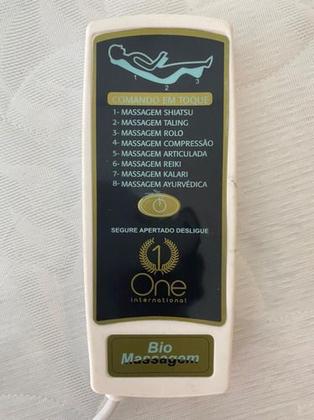 1 2 3
COMANDO EM TOQUE
1- MASSAGEM SHIATSU
2- MASSAGEM TALING
3- MASSAGEM ROLO
4- MASSAGEM COMPRESSÃO
5- MASSAGEM ARTICULADA
6- MASSAGEM REIKI
7- MASSAGEM KALARI
8- MASSAGEM AYURVÉDICA
SEGURE APERTADO DESLIGUE
1
One
international
Bio
Massagem